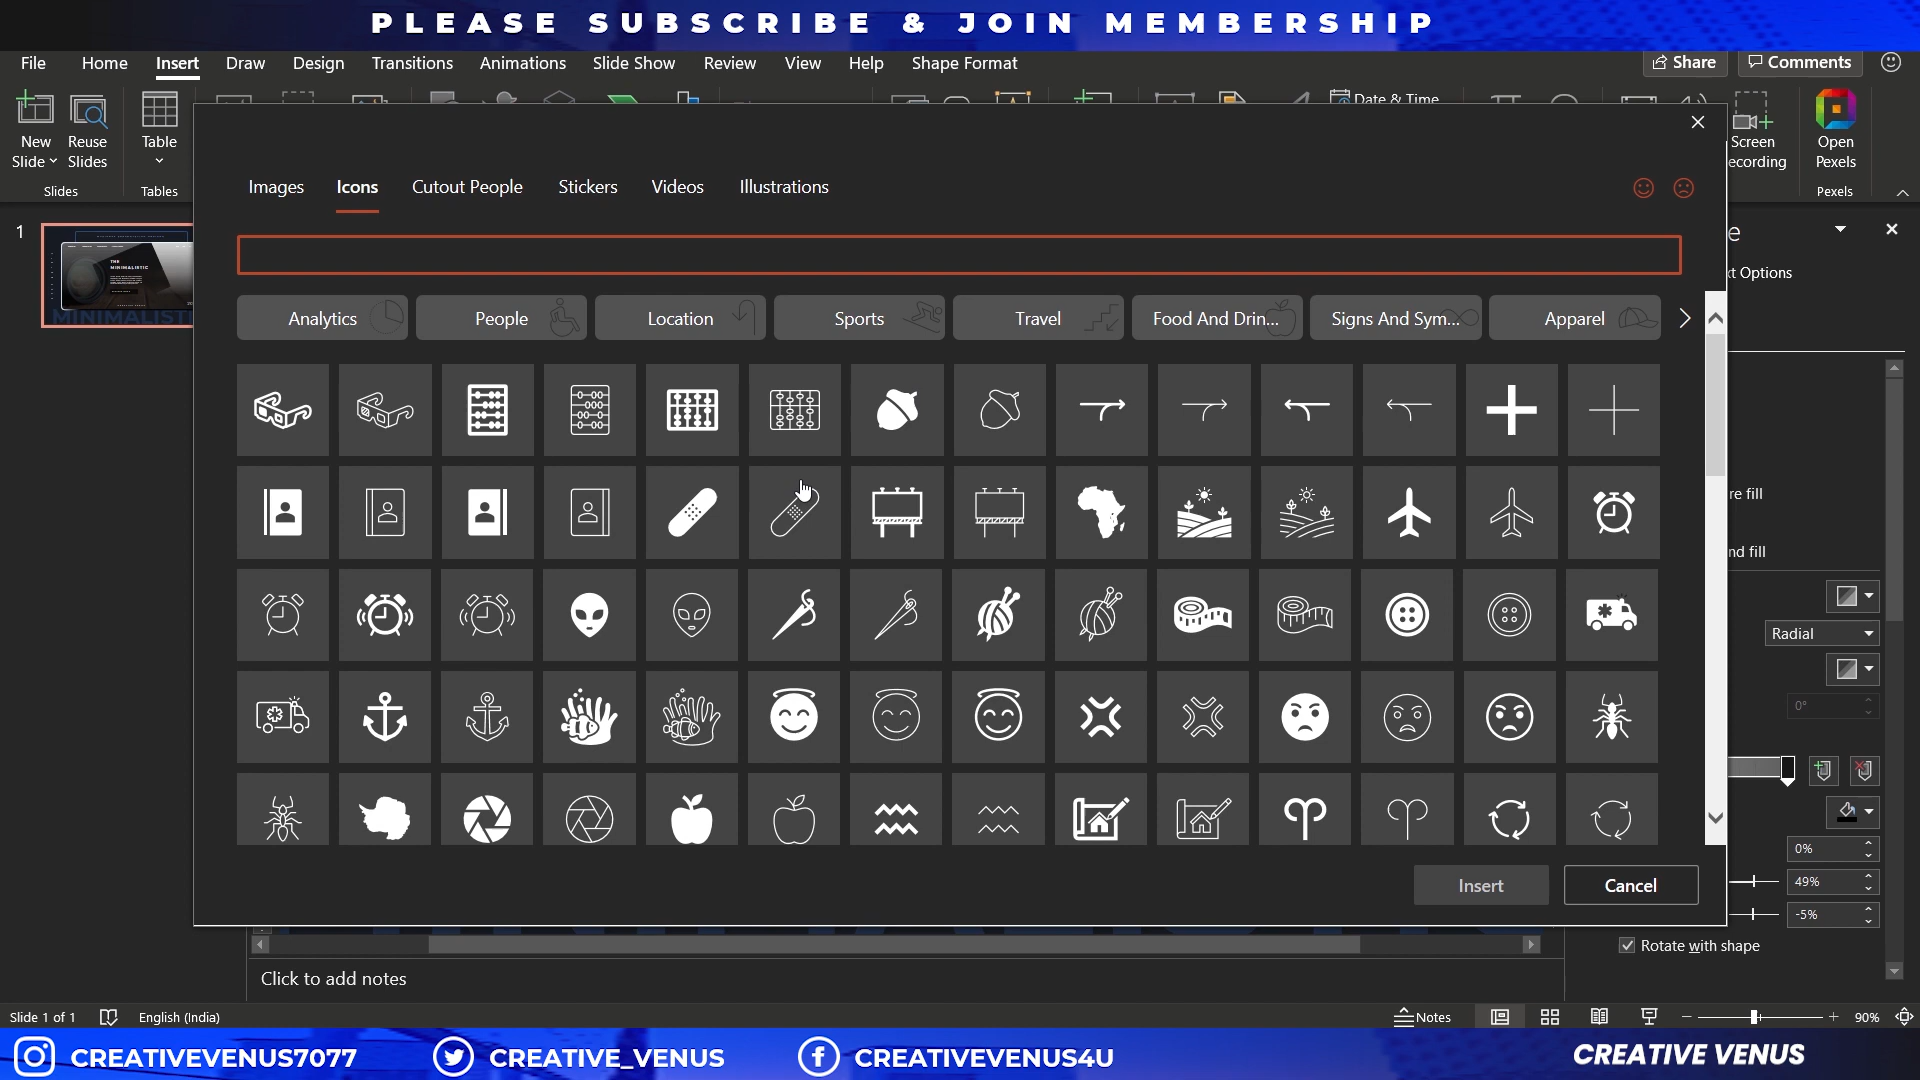 PLEASE SUBSCRIBE & JOIN MEMBERSHIP
File Home Insert Draw Design Transitions Animations Slide Show Review View Help Shape Format Share Comments
Date & Time
New Slide
Reuse Slides
Table
Screen
ecording
Open Pexels
Slides Tables Pexels
Images Icons Cutout People Stickers Videos Illustrations
1
THE
MINIMALISTIC
e
t Options
Analytics People Location Sports Travel Food And Drin... Signs And Sym... Apparel
re fill
nd fill
Radial
0°
0%
49%
-5%
Insert Cancel
Rotate with shape
Click to add notes
Slide 1 of 1 English (India) Notes 90%
CREATIVEVENUS7077 CREATIVE_VENUS CREATIVEVENUS4U CREATIVE VENUS